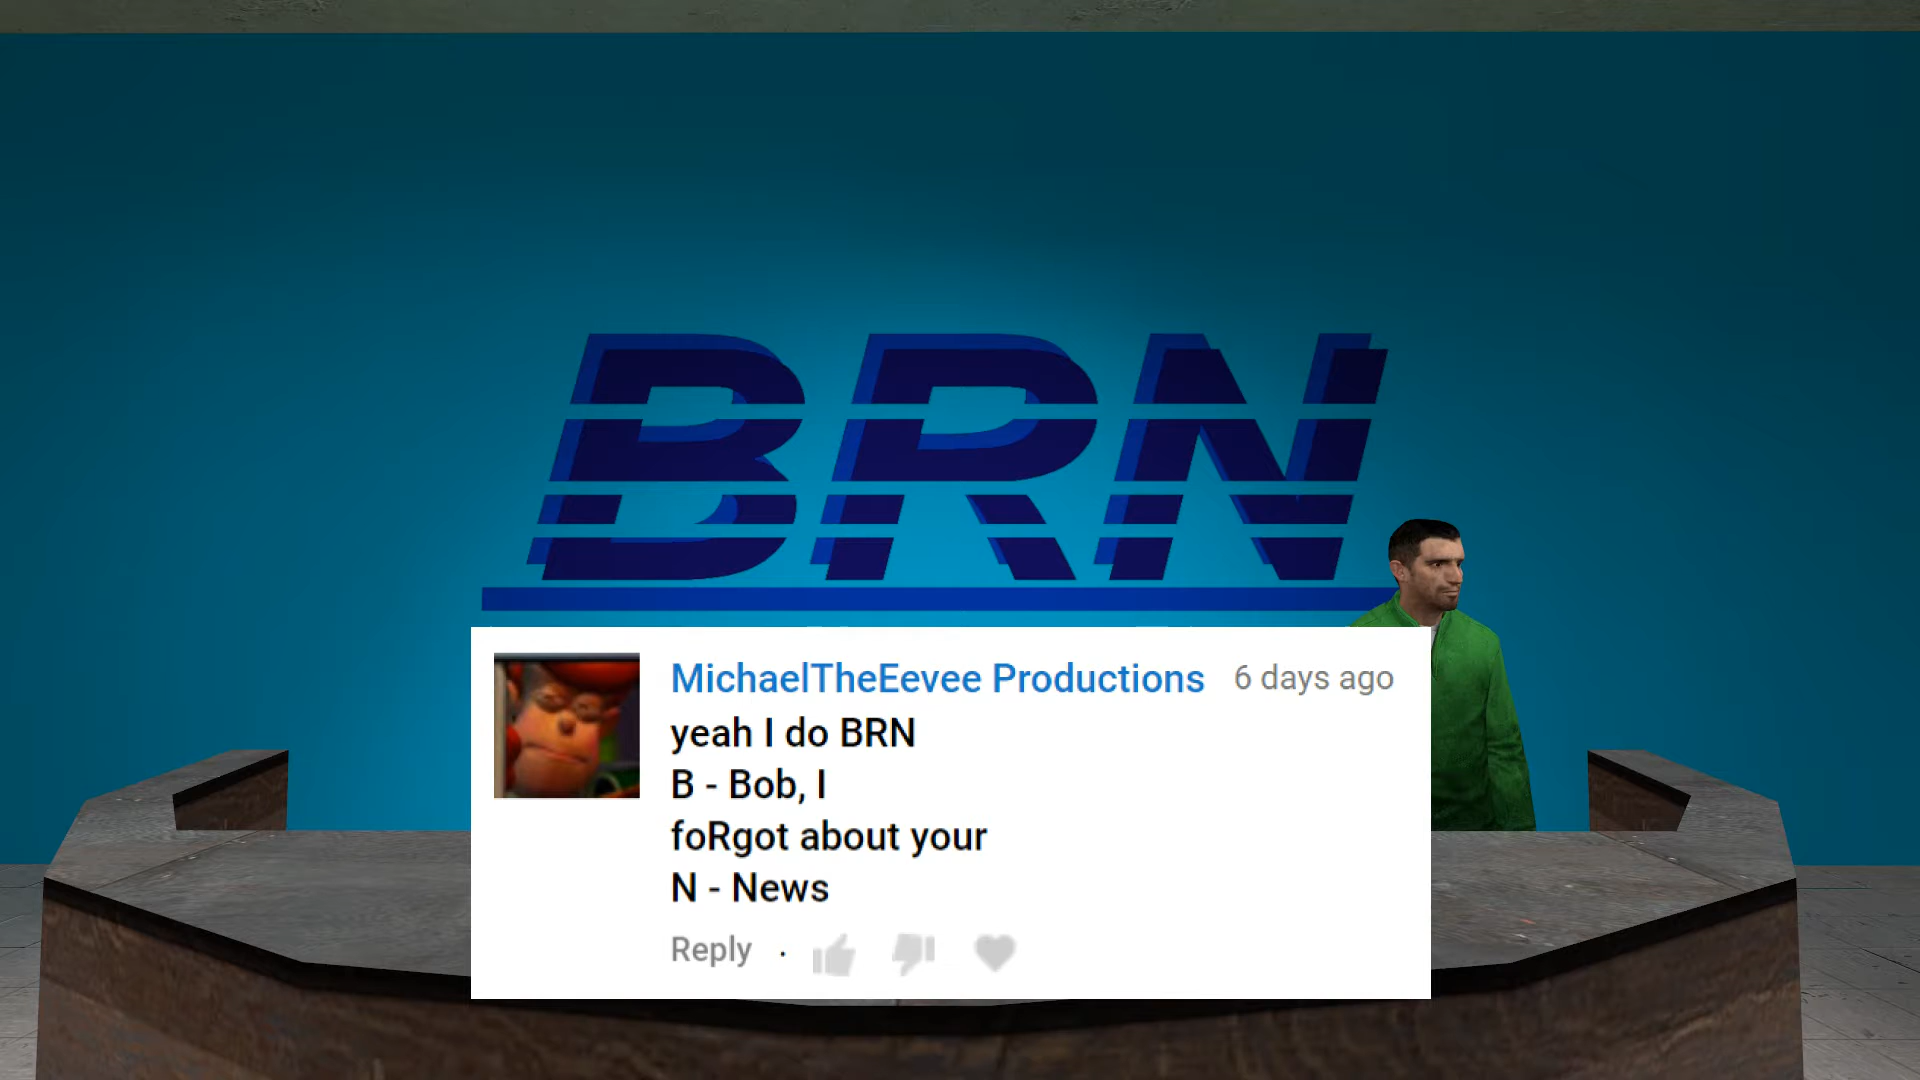 BRN
MichaelTheEevee Productions 6 days ago
yeah I do BRN
B - Bob, I
foRgot about your
N - News
Reply ·